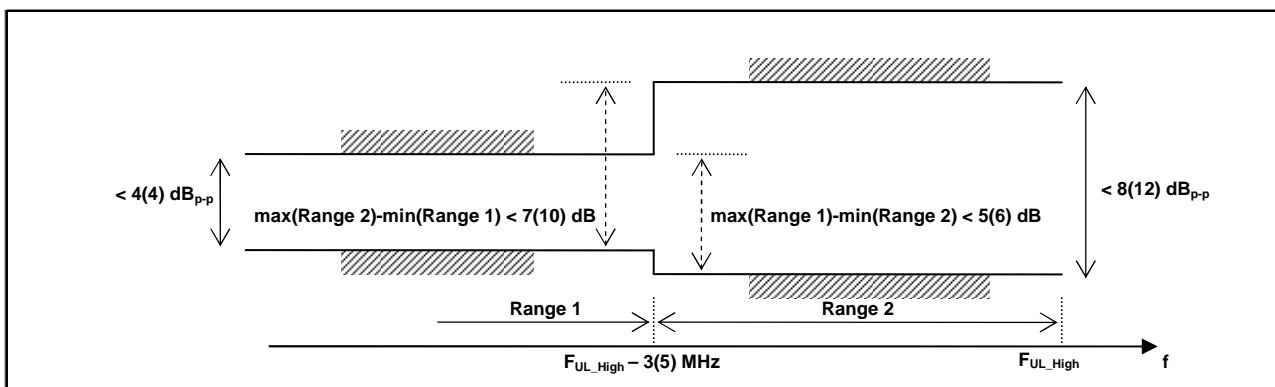 < 4(4) dBp-p
max(Range 2)-min(Range 1) < 7(10) dB
max(Range 1)-min(Range 2) < 5(6) dB
< 8(12) dBp-p
Range 1
Range 2
FUL_High – 3(5) MHz
FUL_High
f